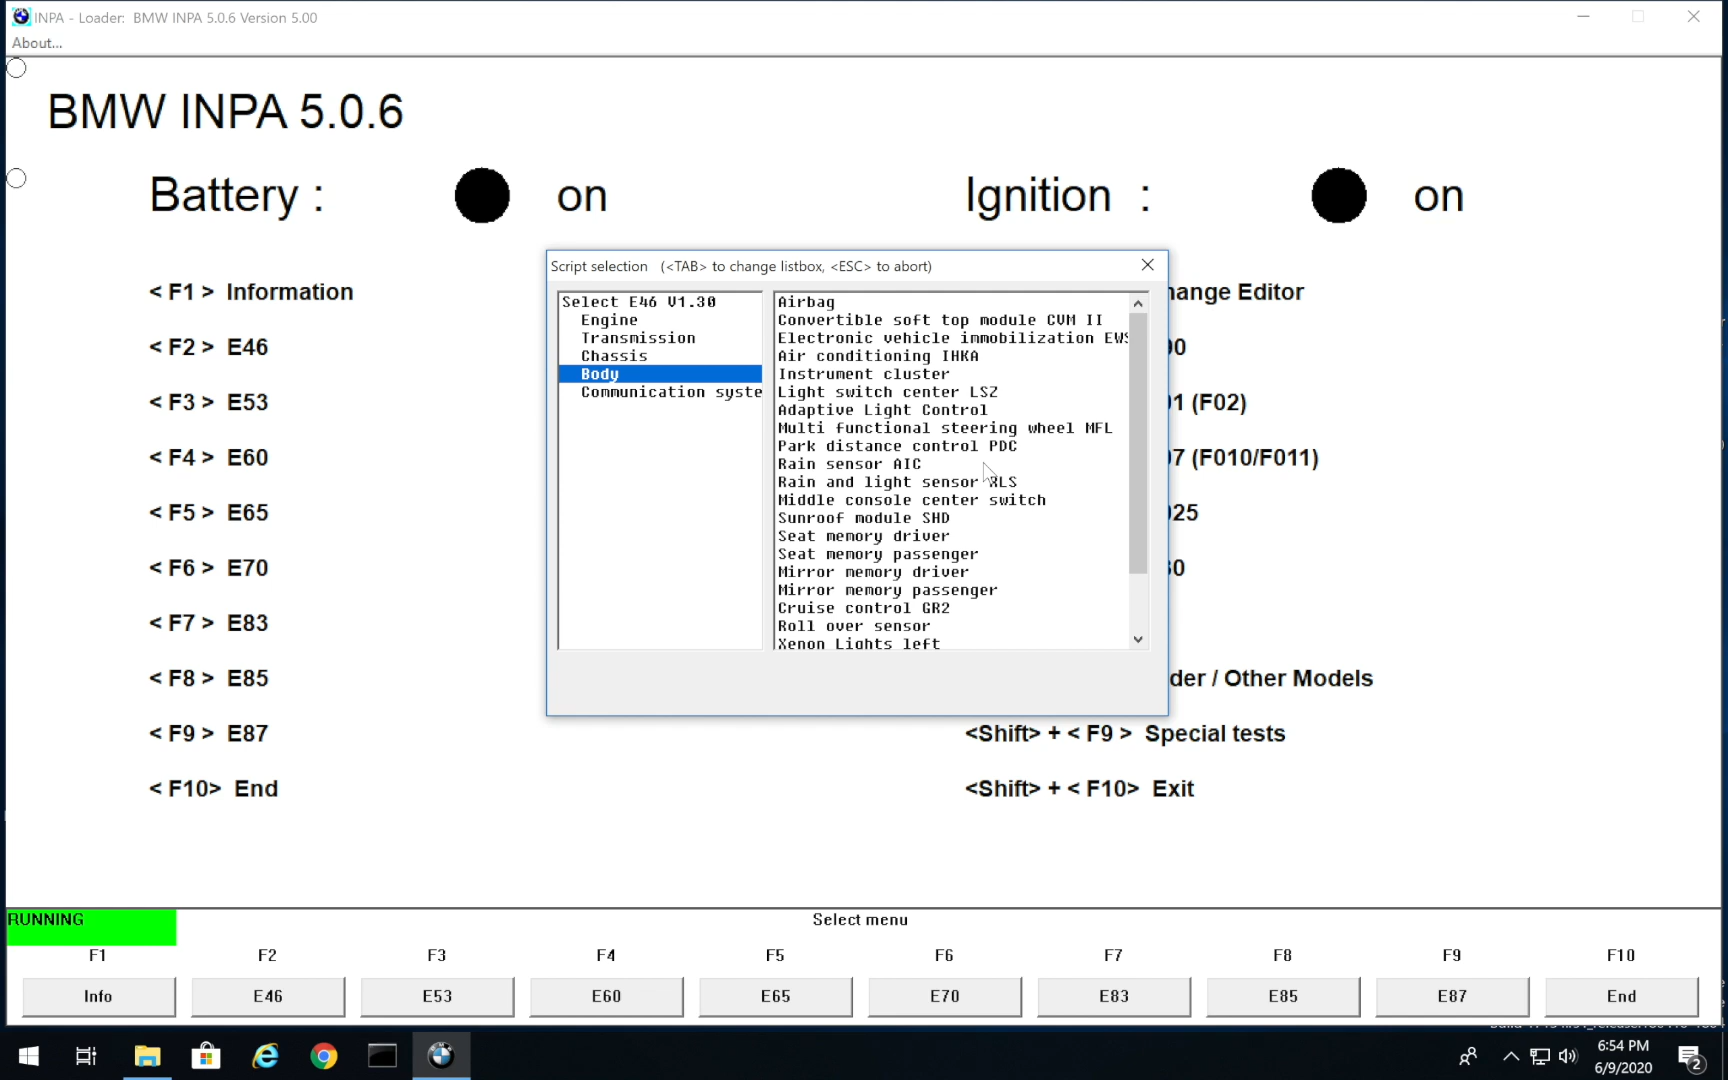 INPA - Loader: BMW INPA 5.0.6 Version 5.00
About...
BMW INPA 5.0.6
Battery : on
Ignition : on
< F1 > Information
< F2 > E46
< F3 > E53
< F4 > E60
< F5 > E65
< F6 > E70
< F7 > E83
< F8 > E85
< F9 > E87
< F10> End
Script selection (<TAB> to change listbox, <ESC> to abort)
Select E46 V1.30
Engine
Transmission
Chassis
Body
Communication syste
Airbag
Convertible soft top module CVM II
Electronic vehicle immobilization EWS
Air conditioning IHKA
Instrument cluster
Light switch center LSZ
Adaptive Light Control
Multi functional steering wheel MFL
Park distance control PDC
Rain sensor AIC
Rain and light sensor RLS
Middle console center switch
Sunroof module SHD
Seat memory driver
Seat memory passenger
Mirror memory driver
Mirror memory passenger
Cruise control GR2
Roll over sensor
Xenon Lights left
ange Editor
(F02)
(F010/F011)
der / Other Models
<Shift> + < F9 > Special tests
<Shift> + < F10> Exit
RUNNING
Select menu
F1 F2 F3 F4 F5 F6 F7 F8 F9 F10
Info E46 E53 E60 E65 E70 E83 E85 E87 End
6:54 PM
6/9/2020
2